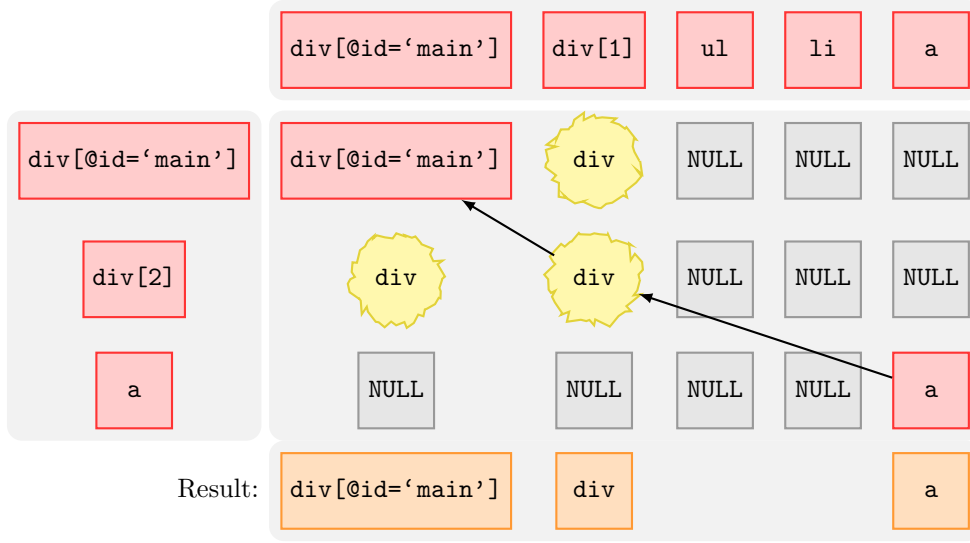 div[@id=‘main’] div[1] ul li a
div[@id=‘main’] div[@id=‘main’] div NULL NULL NULL
div[2] div div NULL NULL NULL
a NULL NULL NULL NULL a
Result: div[@id=‘main’] div a